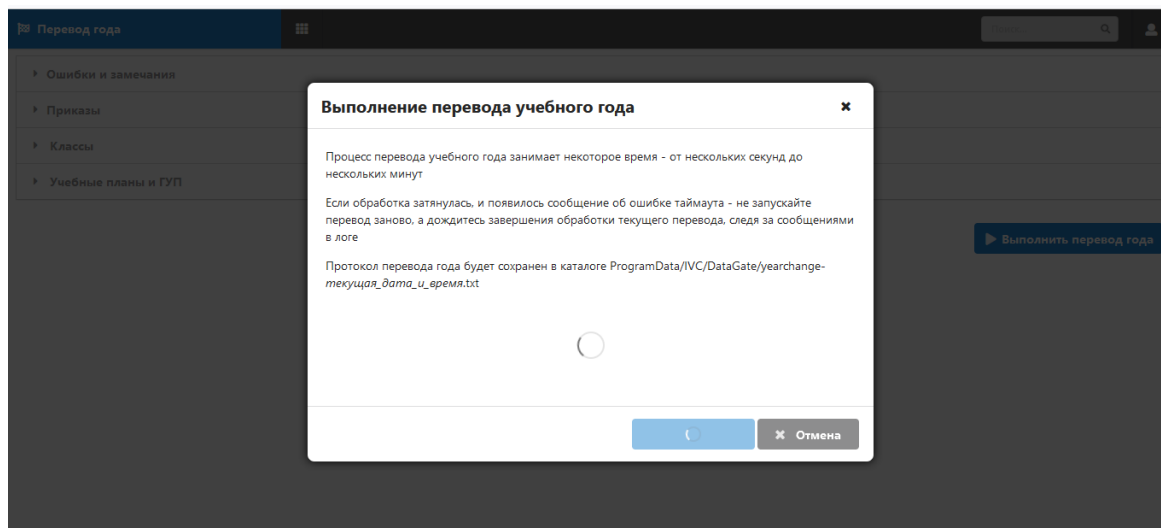 Перевод года
Ошибки и замечания
Приказы
Классы
Учебные планы и ГУП
Выполнение перевода учебного года
Процесс перевода учебного года занимает некоторое время - от нескольких секунд до
нескольких минут
Если обработка затянулась, и появилось сообщение об ошибке таймаута - не запускайте
перевод заново, а дождитесь завершения обработки текущего перевода, следя за сообщениями
в логе
Протокол перевода года будет сохранен в каталоге ProgramData/IVC/DataGate/yearchange-
текущая_дата_и_время.txt
Выполнить перевод года
Отмена